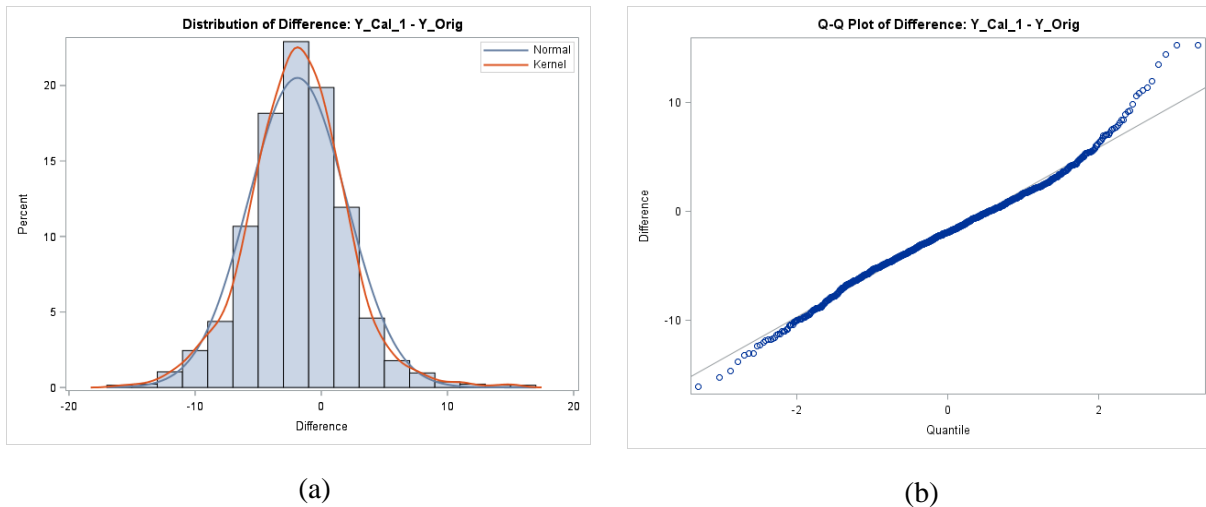 Distribution of Difference: Y_Cal_1 - Y_Orig
Normal
Kernel
20
15
10
5
0
Percent
-20
-10
0
10
20
Difference
(a)
Q-Q Plot of Difference: Y_Cal_1 - Y_Orig
10
0
-10
Difference
-2
0
2
Quantile
(b)